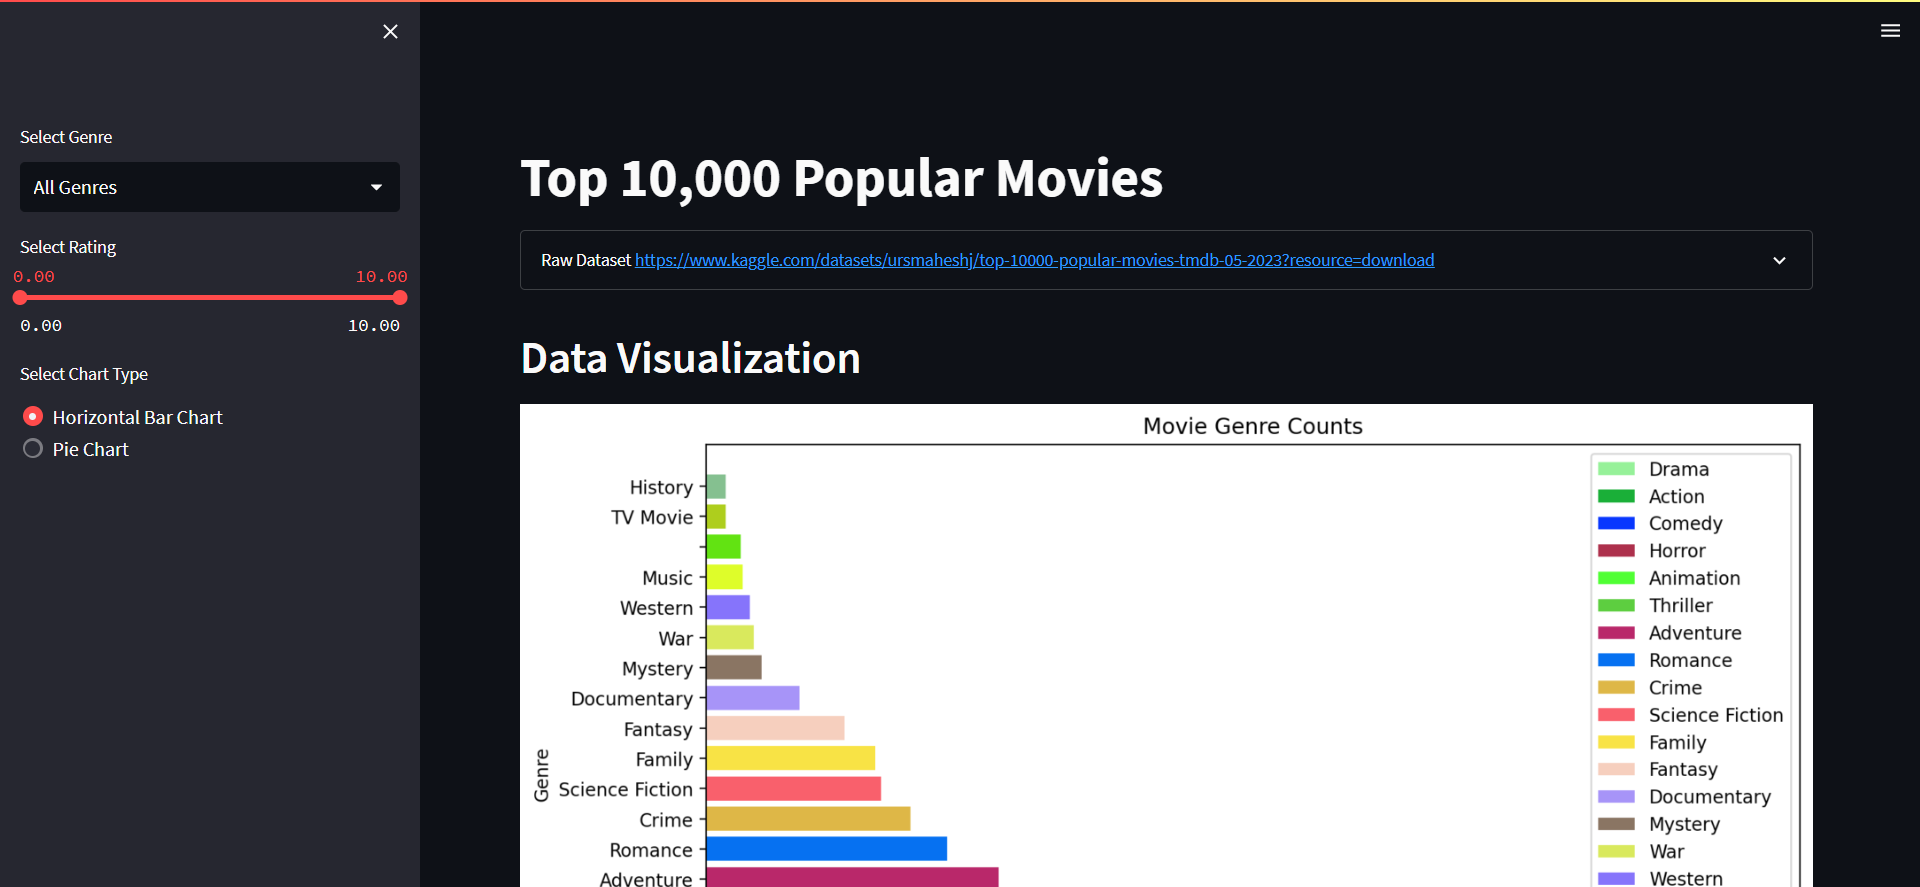 Select Genre
All Genres
Select Rating
0.00 10.00
0.00 10.00
Select Chart Type
Horizontal Bar Chart
Pie Chart
Top 10,000 Popular Movies
Raw Dataset https://www.kaggle.com/datasets/ursmaheshj/top-10000-popular-movies-tmdb-05-2023?resource=download
Data Visualization
Movie Genre Counts
Genre
History
TV Movie
Music
Western
War
Mystery
Documentary
Fantasy
Family
Science Fiction
Crime
Romance
Adventure
Drama
Action
Comedy
Horror
Animation
Thriller
Adventure
Romance
Crime
Science Fiction
Family
Fantasy
Documentary
Mystery
War
Western